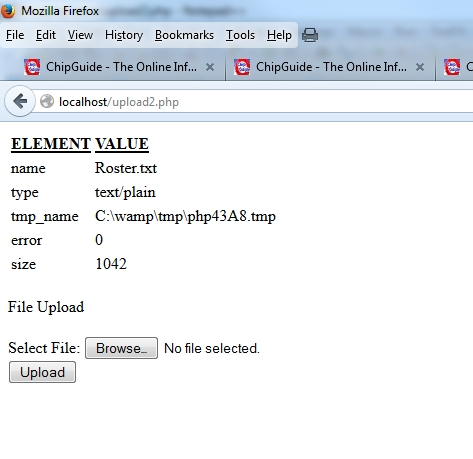 Mozilla Firefox
File Edit View History Bookmarks Tools Help
ChipGuide - The Online Inf... × ChipGuide - The Online Inf... ×
localhost/upload2.php
ELEMENT VALUE
name Roster.txt
type text/plain
tmp_name C:\wamp\tmp\php43A8.tmp
error 0
size 1042
File Upload
Select File: Browse... No file selected.
Upload